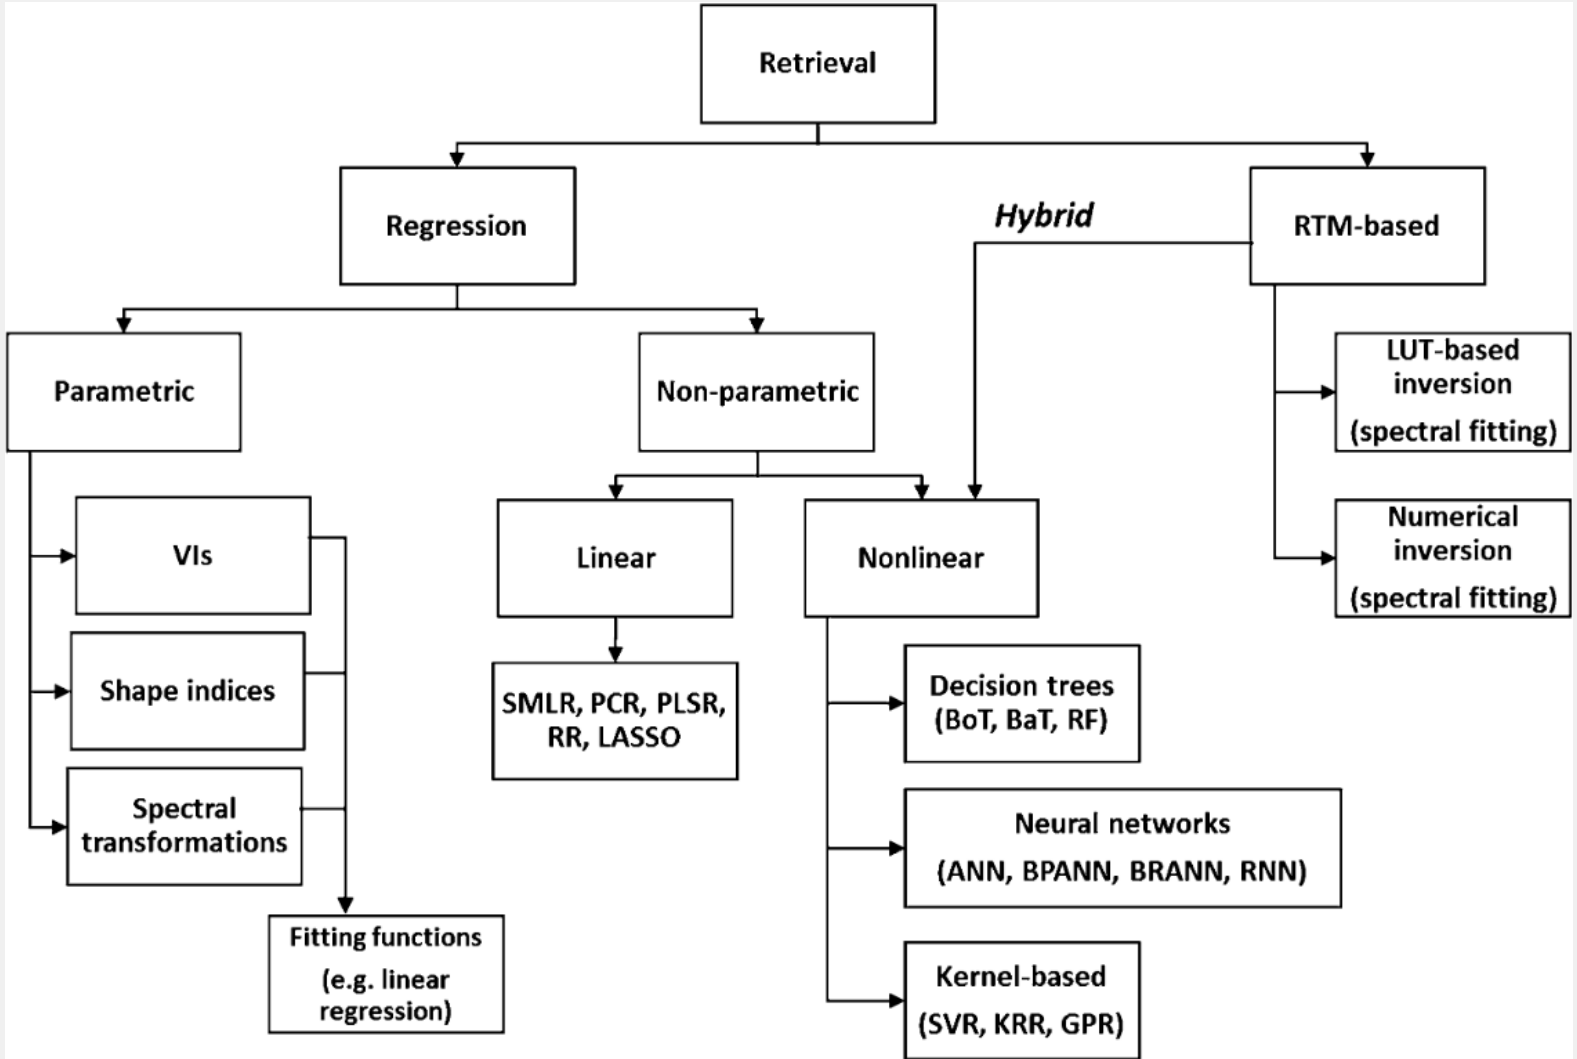 Retrieval
Regression
Hybrid
RTM-based
Parametric
Non-parametric
LUT-based
inversion
(spectral fitting)
Numerical
inversion
(spectral fitting)
VIs
Shape indices
Spectral
transformations
Fitting functions
(e.g. linear
regression)
Linear
SMLR, PCR, PLSR,
RR, LASSO
Nonlinear
Decision trees
(BoT, BaT, RF)
Neural networks
(ANN, BPANN, BRANN, RNN)
Kernel-based
(SVR, KRR, GPR)